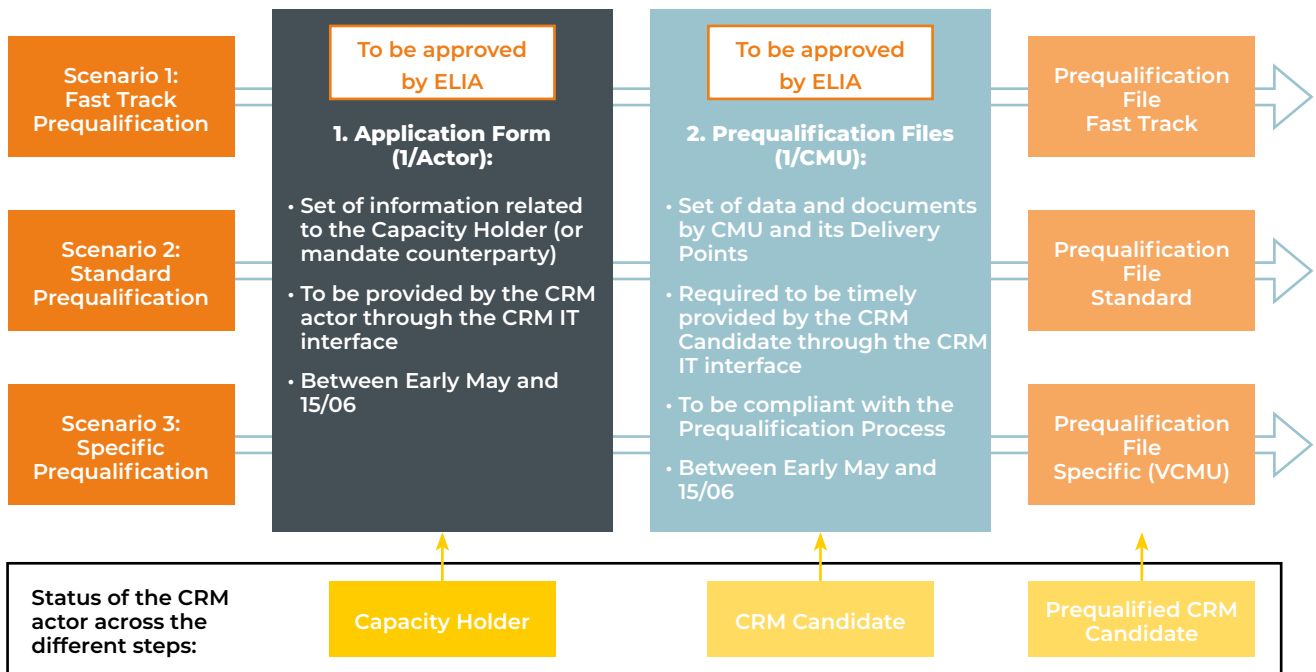 Scenario 1:
Fast Track
Prequalification
Scenario 2:
Standard
Prequalification
Scenario 3:
Specific
Prequalification
To be approved
by ELIA
1. Application Form
(1/Actor):
• Set of information related
to the Capacity Holder (or
mandate counterparty)
• To be provided by the CRM
actor through the CRM IT
interface
• Between Early May and
15/06
To be approved
by ELIA
2. Prequalification Files
(1/CMU):
• Set of data and documents
by CMU and its Delivery
Points
• Required to be timely
provided by the CRM
Candidate through the CRM
IT interface
• To be compliant with the
Prequalification Process
• Between Early May and
15/06
Prequalification
File
Fast Track
Prequalification
File
Standard
Prequalification
File
Specific (VCMU)
Status of the CRM
actor across the
different steps:
Capacity Holder
CRM Candidate
Prequalified CRM
Candidate